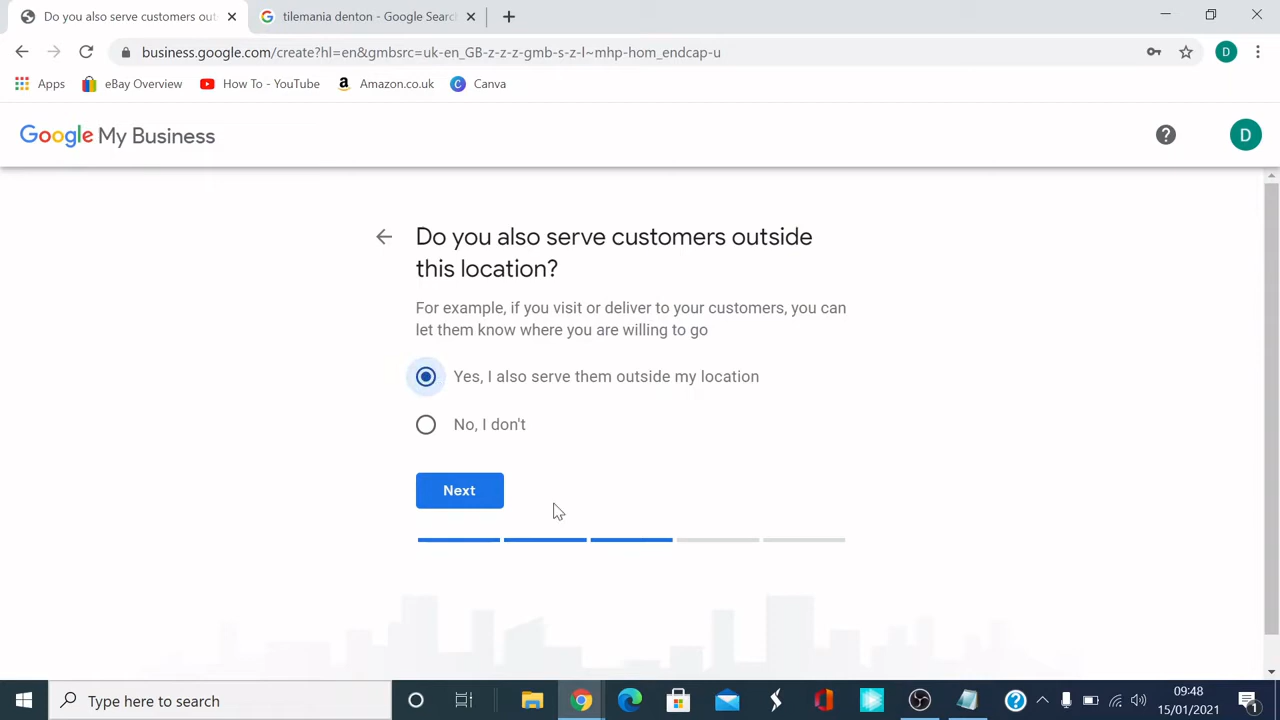 Do you also serve customers out
tilemania denton - Google Searc
business.google.com/create?hl=en&gmbsrc=uk-en_GB-z-z-z-gmb-s-z-l~mhp-hom_endcap-u
D
Apps
eBay Overview
How To - YouTube
Amazon.co.uk
Canva
Google My Business
D
Do you also serve customers outside
this location?
For example, if you visit or deliver to your customers, you can
let them know where you are willing to go
Yes, I also serve them outside my location
No, I don't
Next
Type here to search
09:48
15/01/2021
1